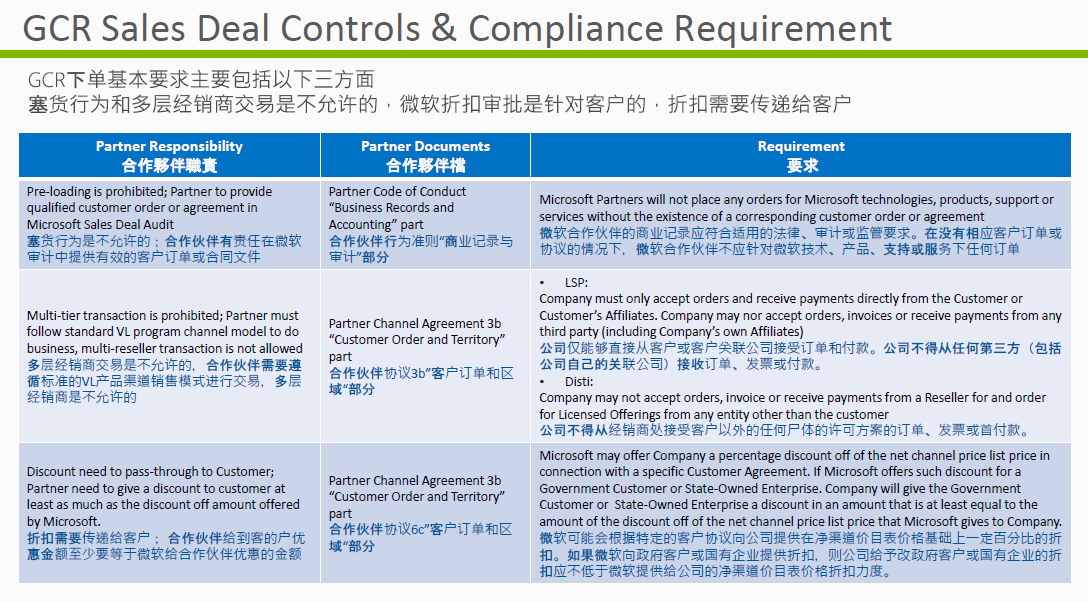 GCR Sales Deal Controls & Compliance Requirement
GCR下单基本要求主要包括以下三方面
塞货行为和多层经销商交易是不允许的，微软折扣审批是针对客户的，折扣需要传递给客户
Partner Responsibility
合作夥伴職責
Partner Documents
合作夥伴檔
Requirement
要求
Pre-loading is prohibited; Partner to provide
qualified customer order or agreement in
Microsoft Sales Deal Audit
塞货行为是不允许的；合作伙伴有责任在微软
审计中提供有效的客户订单或合同文件
Partner Code of Conduct
“Business Records and
Accounting” part
合作伙伴行为准则“商业记录与
审计”部分
Microsoft Partners will not place any orders for Microsoft technologies, products, support or
services without the existence of a corresponding customer order or agreement
微软合作伙伴的商业记录应符合适用的法律、审计或监管要求。在没有相应客户订单或
协议的情况下，微软合作伙伴不应针对微软技术、产品、支持或服务下任何订单
Multi-tier transaction is prohibited; Partner must
follow standard VL program channel model to do
business, multi-reseller transaction is not allowed
多层经销商交易是不允许的，合作伙伴需要遵
循标准的VL产品渠道销售模式进行交易，多层
经销商是不允许的
Partner Channel Agreement 3b
“Customer Order and Territory”
part
合作伙伴协议3b”客户订单和区
域“部分
• LSP:
Company must only accept orders and receive payments directly from the Customer or
Customer’s Affiliates. Company may nor accept orders, invoices or receive payments from any
third party (including Company’s own Affiliates)
公司仅能够直接从客户或客户关联公司接受订单和付款。公司不得从任何第三方（包括
公司自己的关联公司）接收订单、发票或付款。
• Disti:
Company may not accept orders, invoice or receive payments from a Reseller for and order
for Licensed Offerings from any entity other than the customer
公司不得从经销商处接受客户以外的任何尸体的许可方案的订单、发票或首付款。
Discount need to pass-through to Customer;
Partner need to give a discount to customer at
least as much as the discount off amount offered
by Microsoft.
折扣需要传递给客户； 合作伙伴给到客的户优
惠金额至少要等于微软给合作伙伴优惠的金额
Partner Channel Agreement 3b
“Customer Order and Territory”
part
合作伙伴协议6c”客户订单和区
域“部分
Microsoft may offer Company a percentage discount off of the net channel price list price in
connection with a specific Customer Agreement. If Microsoft offers such discount for a
Government Customer or State-Owned Enterprise. Company will give the Government
Customer or State-Owned Enterprise a discount in an amount that is at least equal to the
amount of the discount off of the net channel price list price that Microsoft gives to Company.
微软可能会根据特定的客户协议向公司提供在净渠道价目表价格基础上一定百分比的折
扣。如果微软向政府客户或国有企业提供折扣，则公司给予改政府客户或国有企业的折
扣应不低于微软提供给公司的净渠道价目表价格折扣力度。